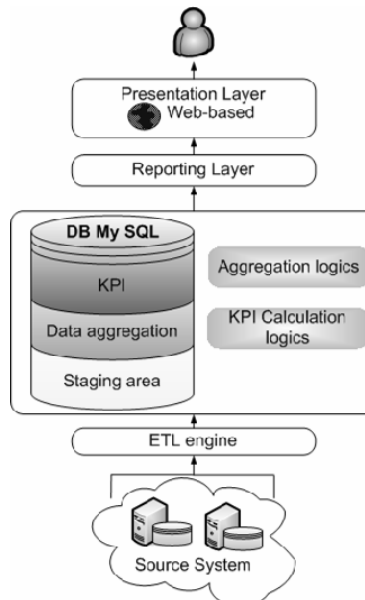 Presentation Layer
Web-based
Reporting Layer
DB My SQL
KPI
Data aggregation
Staging area
Aggregation logics
KPI Calculation
logics
ETL engine
Source System